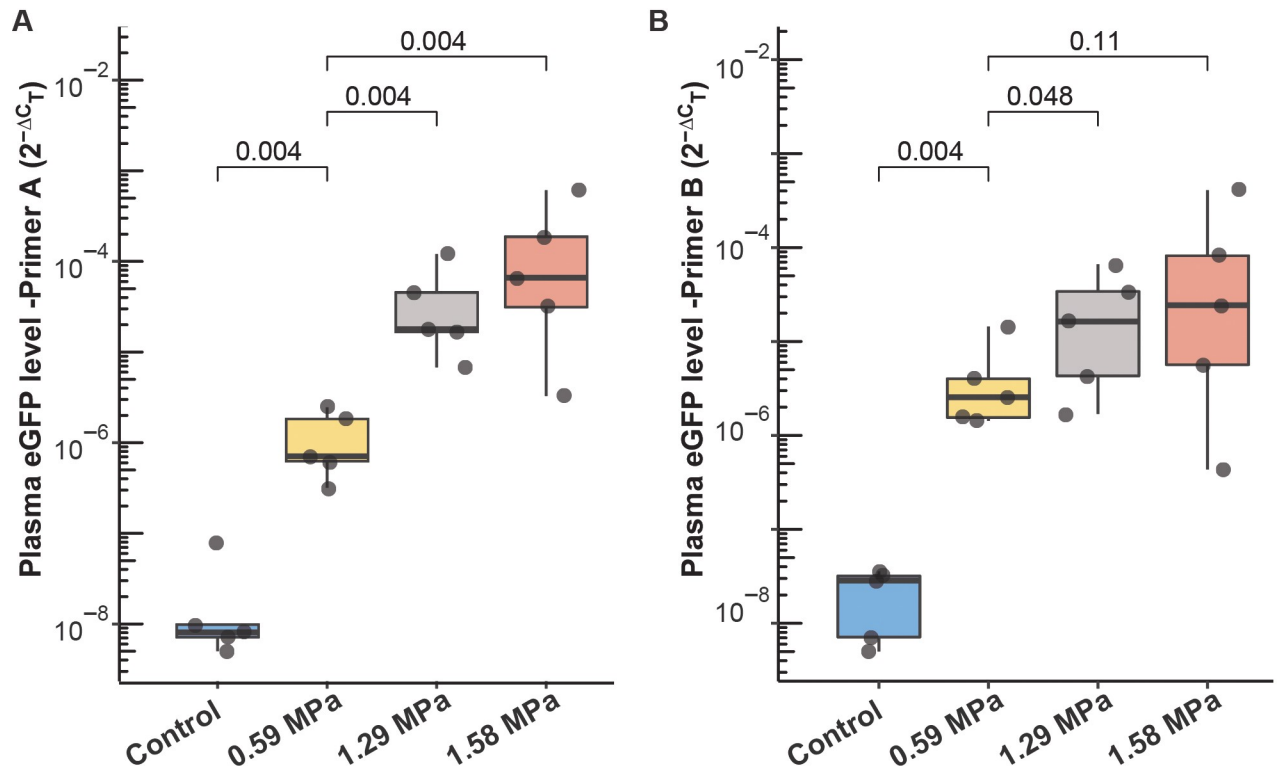 A
Plasma eGFP level -Primer A (2^−ΔC_T)
10^−2
10^−4
10^−6
10^−8
0.004
0.004
0.004
Control
0.59 MPa
1.29 MPa
1.58 MPa
B
Plasma eGFP level -Primer B (2^−ΔC_T)
10^−2
10^−4
10^−6
10^−8
0.11
0.048
0.004
Control
0.59 MPa
1.29 MPa
1.58 MPa